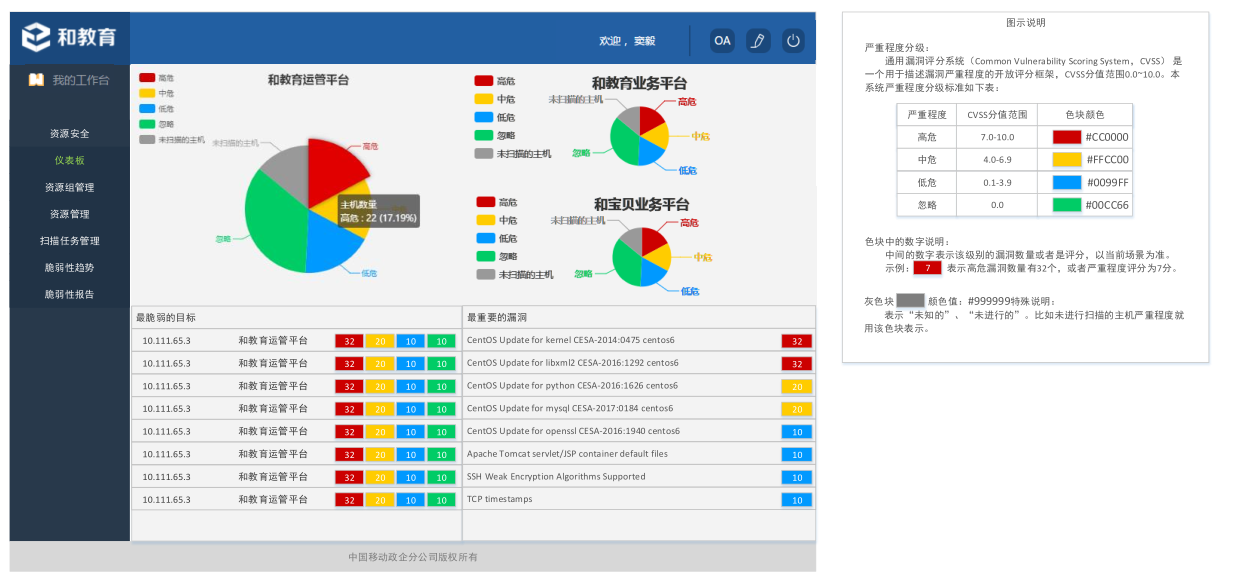 和教育
欢迎，窦毅
OA
我的工作台
资源安全
仪表板
资源组管理
资源管理
扫描任务管理
脆弱性趋势
脆弱性报告
和教育运管平台
高危
中危
低危
忽略
未扫描的主机
未扫描的主机
高危
忽略
低危
主机数量
高危 : 22 (17.19%)
和教育业务平台
高危
中危
低危
忽略
未扫描的主机
未扫描的主机
高危
中危
忽略
低危
和宝贝业务平台
高危
中危
低危
忽略
未扫描的主机
未扫描的主机
高危
中危
忽略
低危
最脆弱的目标
10.111.65.3 和教育运管平台 32 20 10 10
10.111.65.3 和教育运管平台 32 20 10 10
10.111.65.3 和教育运管平台 32 20 10 10
10.111.65.3 和教育运管平台 32 20 10 10
10.111.65.3 和教育运管平台 32 20 10 10
10.111.65.3 和教育运管平台 32 20 10 10
10.111.65.3 和教育运管平台 32 20 10 10
10.111.65.3 和教育运管平台 32 20 10 10
最重要的漏洞
CentOS Update for kernel CESA-2014:0475 centos6 32
CentOS Update for libxml2 CESA-2016:1292 centos6 32
CentOS Update for python CESA-2016:1626 centos6 20
CentOS Update for mysql CESA-2017:0184 centos6 20
CentOS Update for openssl CESA-2016:1940 centos6 10
Apache Tomcat servlet/JSP container default files 10
SSH Weak Encryption Algorithms Supported 10
TCP timestamps 10
中国移动政企分公司版权所有
图示说明
严重程度分级：
通用漏洞评分系统（Common Vulnerability Scoring System, CVSS） 是
一个用于描述漏洞严重程度的开放评分框架，CVSS分值范围0.0~10.0。本
系统严重程度分级标准如下表：
严重程度 CVSS分值范围 色块颜色
高危 7.0-10.0 #CC0000
中危 4.0-6.9 #FFCC00
低危 0.1-3.9 #0099FF
忽略 0.0 #00CC66
色块中的数字说明：
中间的数字表示该级别的漏洞数量或者是评分，以当前场景为准。
示例： 7 表示高危漏洞数量有32个，或者严重程度评分为7分。
灰色块 颜色值：#999999特殊说明：
表示“未知的”、“未进行的”。比如未进行扫描的主机严重程度就
用该色块表示。